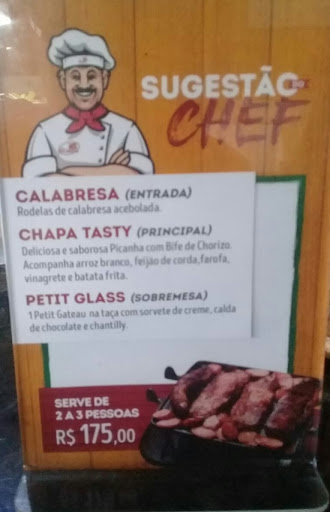 SUGESTÃO DO
CHEF
CALABRESA (ENTRADA)
Rodelas de calabresa acebolada.
CHAPA TASTY (PRINCIPAL)
Deliciosa e saborosa Picanha com Bife de Chorizo.
Acompanha arroz branco, feijão de corda, farofa,
vinagrete e batata frita.
PETIT GLASS (SOBREMESA)
1 Petit Gateau na taça com sorvete de creme, calda
de chocolate e chantilly.
SERVE DE
2 A 3 PESSOAS
R$ 175,00